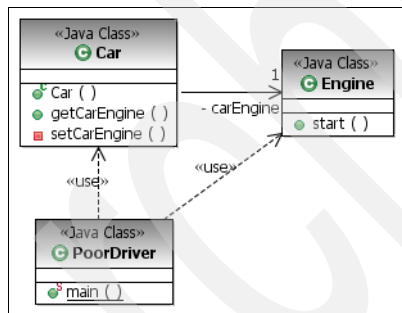 «Java Class»
Car
Car ( )
getCarEngine ( )
setCarEngine ( )
1
- carEngine
«Java Class»
Engine
start ( )
«use»
«use»
«Java Class»
PoorDriver
main ( )